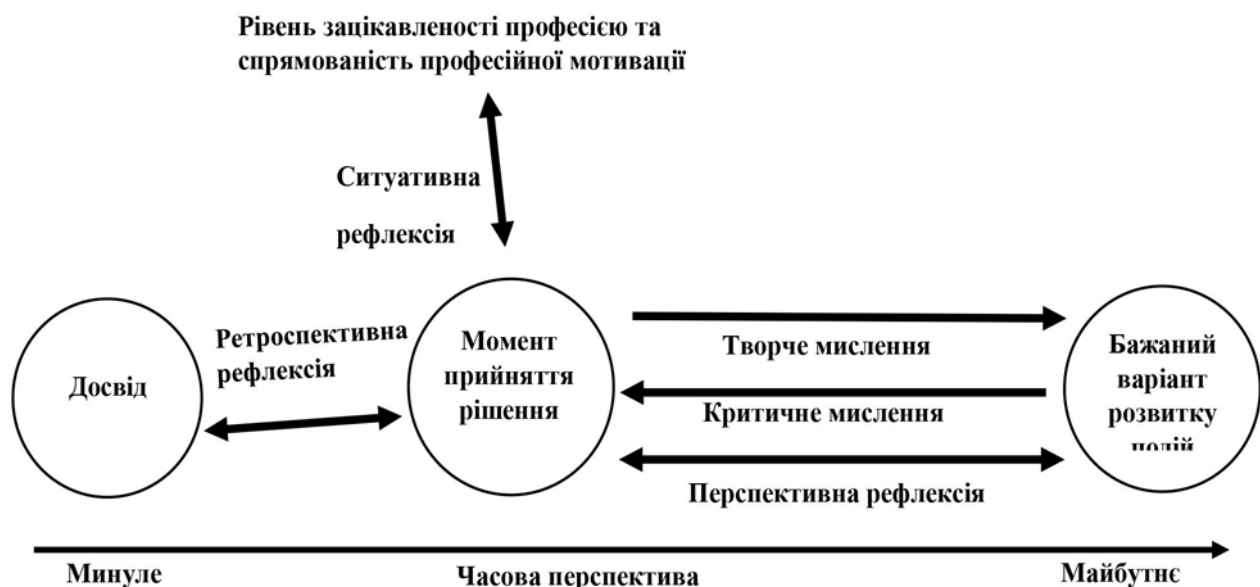 Рівень зацікавленості професією та
спрямованість професійної мотивації
Ситуативна
рефлексія
Досвід
Ретроспективна
рефлексія
Момент
прийняття
рішення
Творче мислення
Критичне мислення
Перспективна рефлексія
Бажаний
варіант
розвитку
подій
Минуле
Часова перспектива
Майбутнє